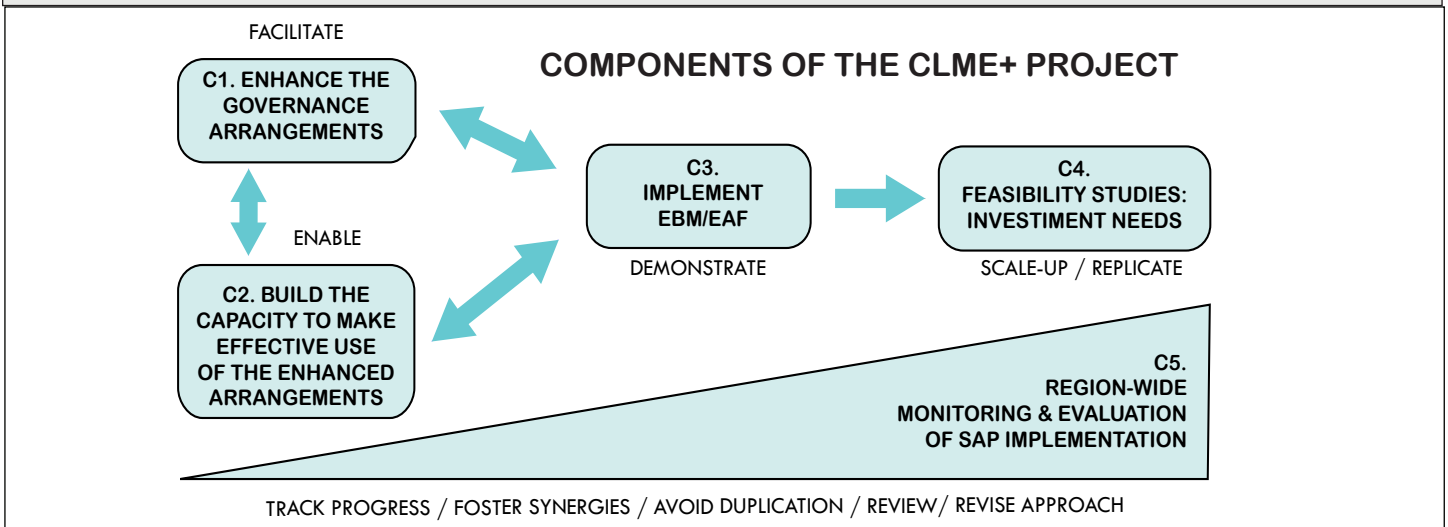 COMPONENTS OF THE CLME+ PROJECT
FACILITATE
C1. ENHANCE THE
GOVERNANCE
ARRANGEMENTS
ENABLE
C2. BUILD THE
CAPACITY TO MAKE
EFFECTIVE USE
OF THE ENHANCED
ARRANGEMENTS
C3.
IMPLEMENT
EBM/EAF
DEMONSTRATE
C4.
FEASIBILITY STUDIES:
INVESTIMENT NEEDS
SCALE-UP / REPLICATE
C5.
REGION-WIDE
MONITORING & EVALUATION
OF SAP IMPLEMENTATION
TRACK PROGRESS / FOSTER SYNERGIES / AVOID DUPLICATION / REVIEW/ REVISE APPROACH